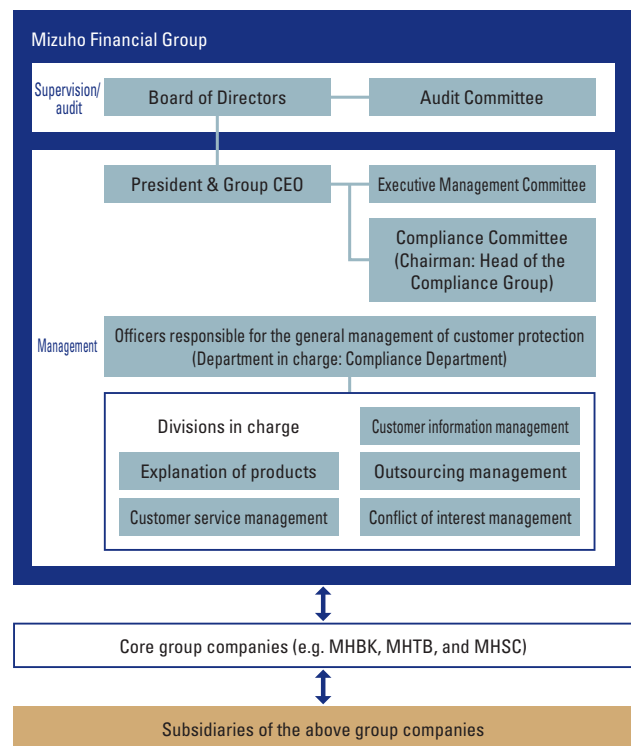 Mizuho Financial Group
Supervision/
audit
Board of Directors
Audit Committee
President & Group CEO
Executive Management Committee
Compliance Committee
(Chairman: Head of the
Compliance Group)
Management
Officers responsible for the general management of customer protection
(Department in charge: Compliance Department)
Divisions in charge
Customer information management
Explanation of products
Outsourcing management
Customer service management
Conflict of interest management
Core group companies (e.g. MHBK, MHTB, and MHSC)
Subsidiaries of the above group companies